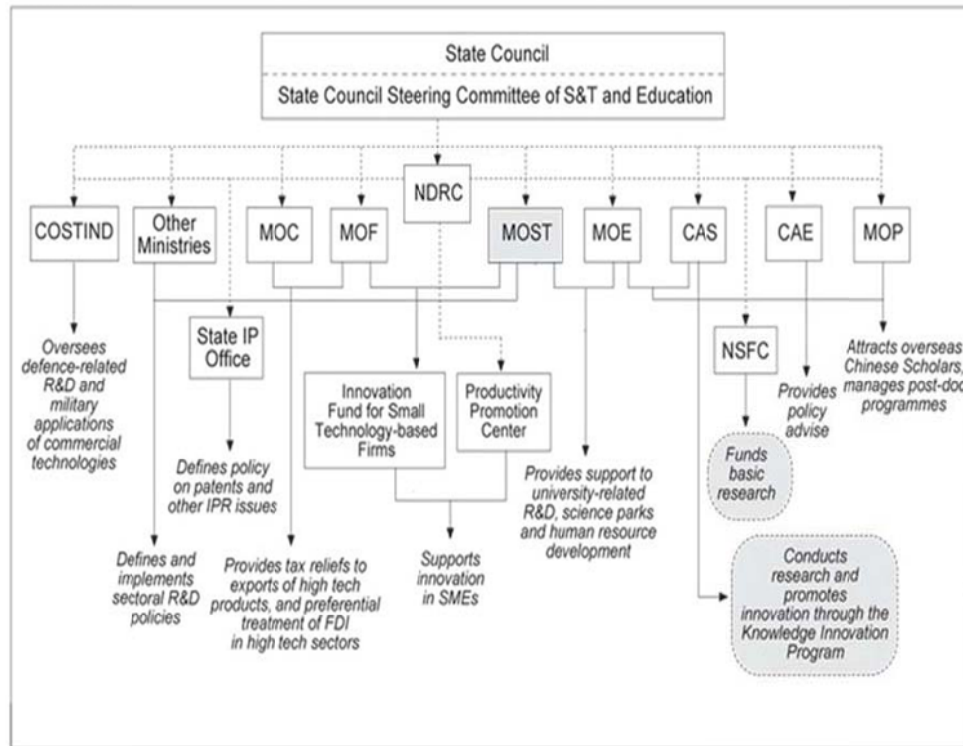 State Council
State Council Steering Committee of S&T and Education
NDRC
COSTIND
Other
Ministries
MOC
MOF
MOST
MOE
CAS
CAE
MOP
Oversees
defence-related
R&D and
military
applications
of commercial
technologies
State IP
Office
Innovation
Fund for Small
Technology-based
Firms
Productivity
Promotion
Center
NSFC
Provides
policy
advise
Attracts overseas
Chinese Scholars,
manages post-doc
programmes
Defines policy
on patents and
other IPR issues
Provides support to
university-related
R&D, science parks
and human resource
development
Funds
basic
research
Defines and
implements
sectoral R&D
policies
Provides tax reliefs to
exports of high tech
products, and preferential
treatment of FDI
in high tech sectors
Supports
innovation
in SMEs
Conducts
research and
promotes
innovation through the
Knowledge Innovation
Program